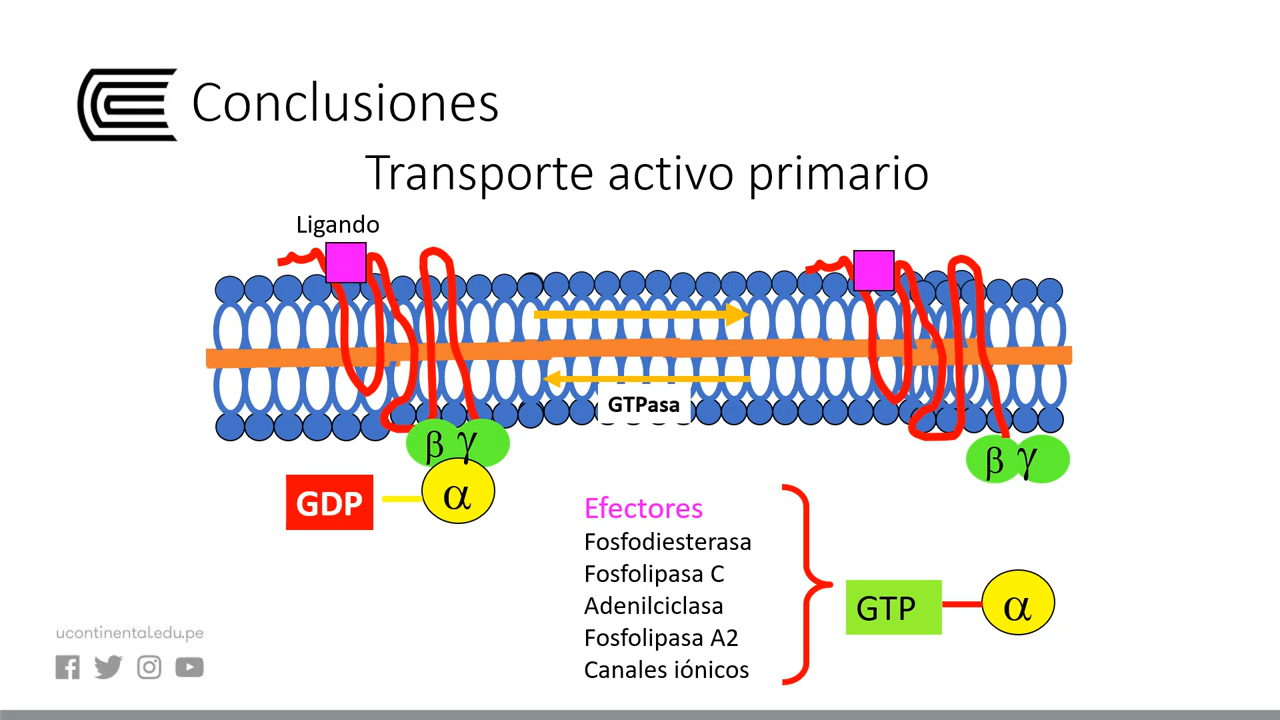 Conclusiones
Transporte activo primario
Ligando
GTPasa
β γ
α
GDP
β γ
Efectores
Fosfodiesterasa
Fosfolipasa C
Adenilciclasa
Fosfolipasa A2
Canales iónicos
GTP
α
ucontinental.edu.pe